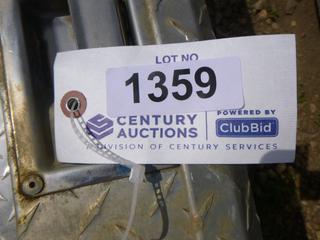 LOT NO
1359
CENTURY
AUCTIONS
POWERED BY
ClubBid
DIVISION OF CENTURY SERVICES